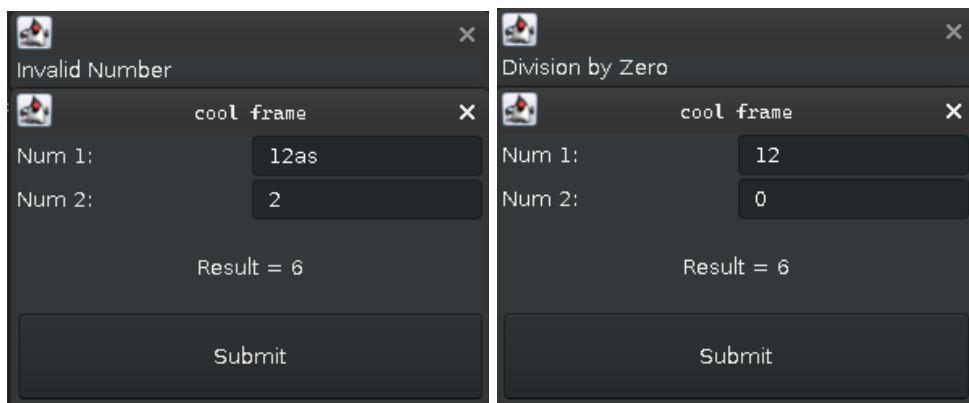 Invalid Number
cool frame
Num 1: 12as
Num 2: 2
Result = 6
Submit
Division by Zero
cool frame
Num 1: 12
Num 2: 0
Result = 6
Submit